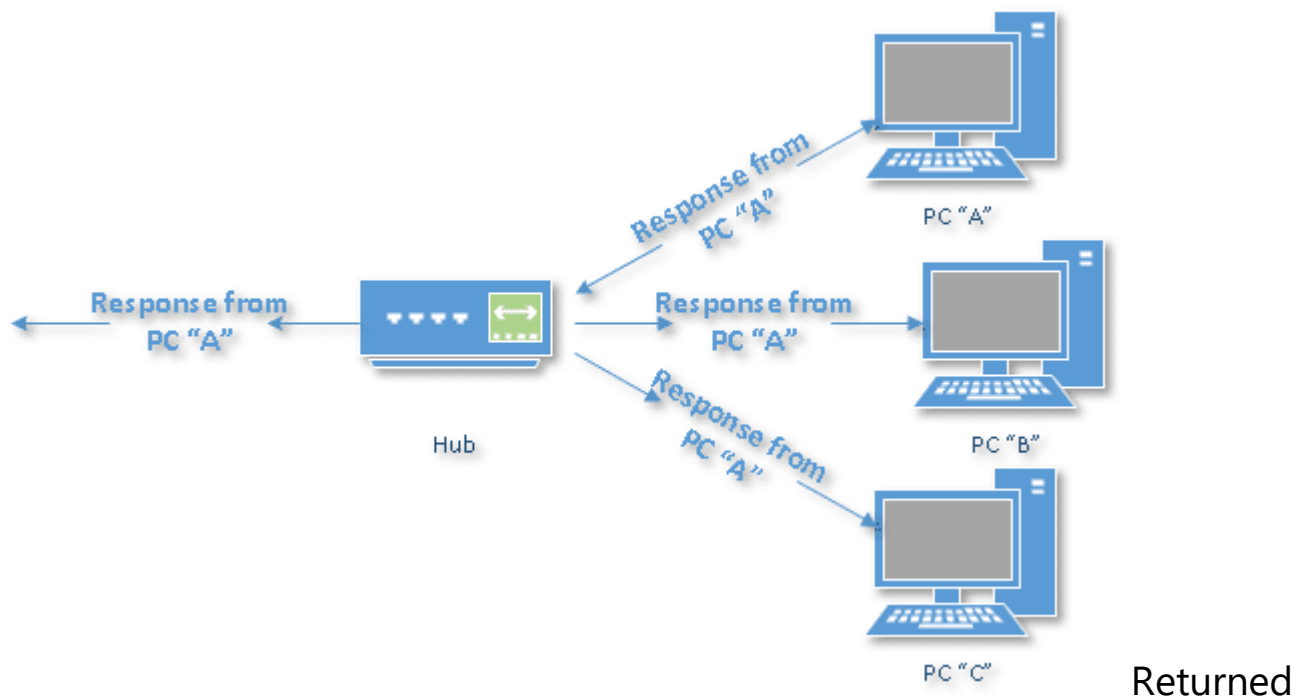 Response from
PC "A"
PC "A"
Response from
PC "A"
Response from
PC "A"
Hub
Response from
PC "A"
PC "B"
PC "C"
Returned